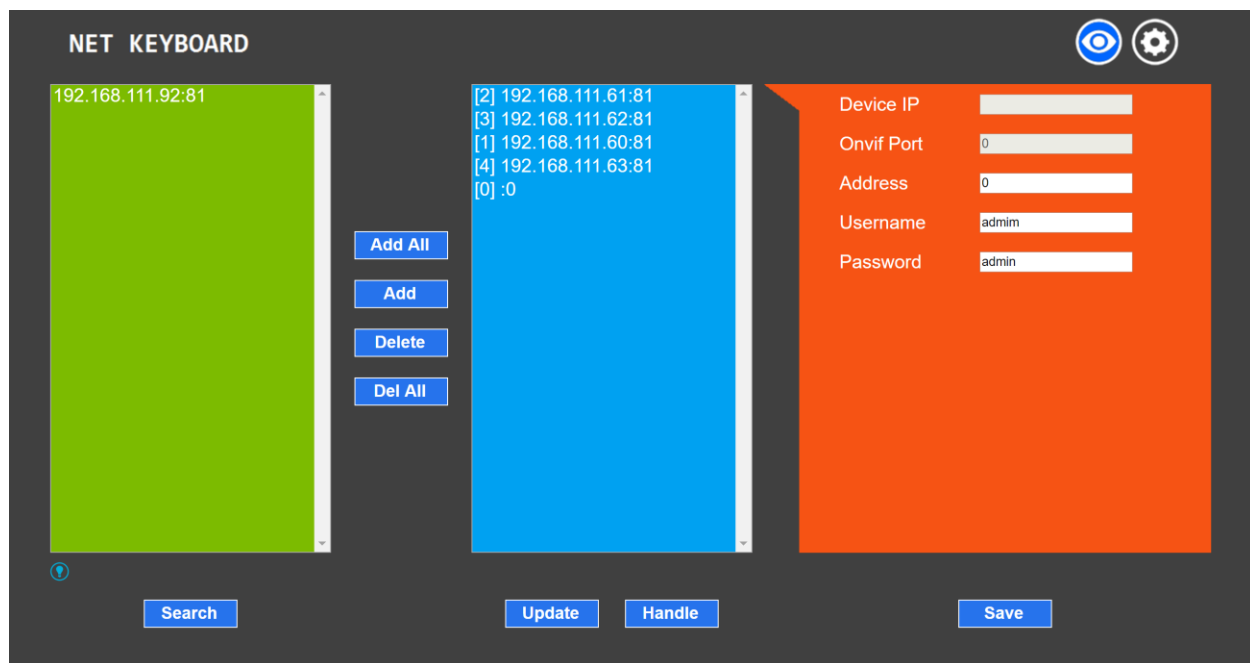 NET KEYBOARD
192.168.111.92:81
Add All
Add
Delete
Del All
[2] 192.168.111.61:81
[3] 192.168.111.62:81
[1] 192.168.111.60:81
[4] 192.168.111.63:81
[0] :0
Device IP
Onvif Port 0
Address 0
Username admim
Password admin
Search
Update
Handle
Save